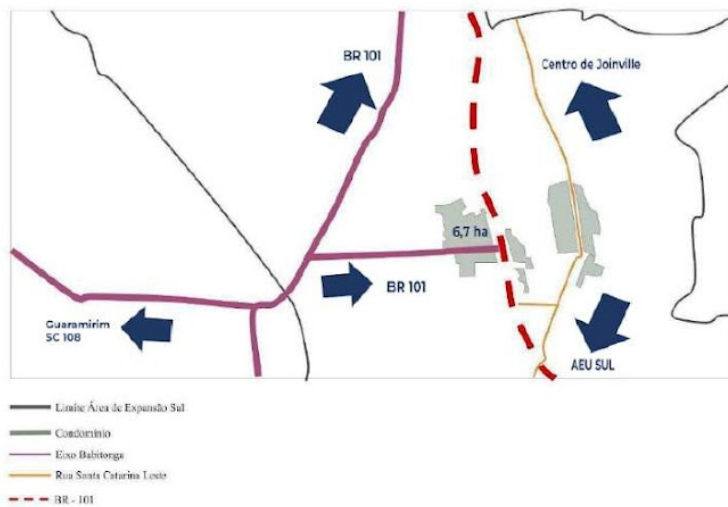 BR 101
Centro de Joinville
6,7 ha
BR 101
Guaramirim
SC 108
AEU SUL
Limite Área de Expansão Sul
Condomínio
Eixo Babitonga
Rua Santa Catarina Leste
BR - 101